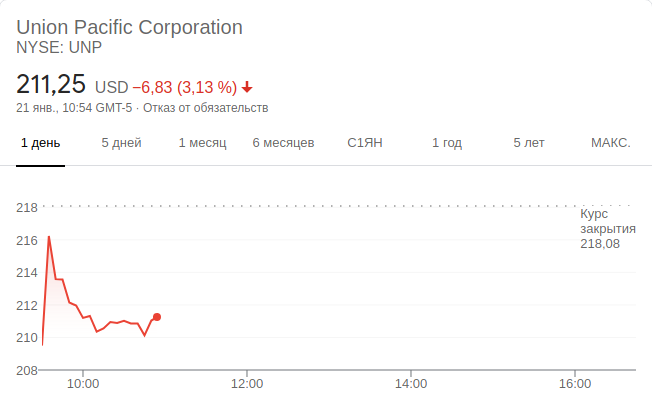 Union Pacific Corporation
NYSE: UNP
211,25 USD −6,83 (3,13 %)
21 янв., 10:54 GMT-5 · Отказ от обязательств
1 день 5 дней 1 месяц 6 месяцев С1ЯН 1 год 5 лет МАКС.
218
Курс
закрытия
218,08
216
214
212
210
208
10:00 12:00 14:00 16:00